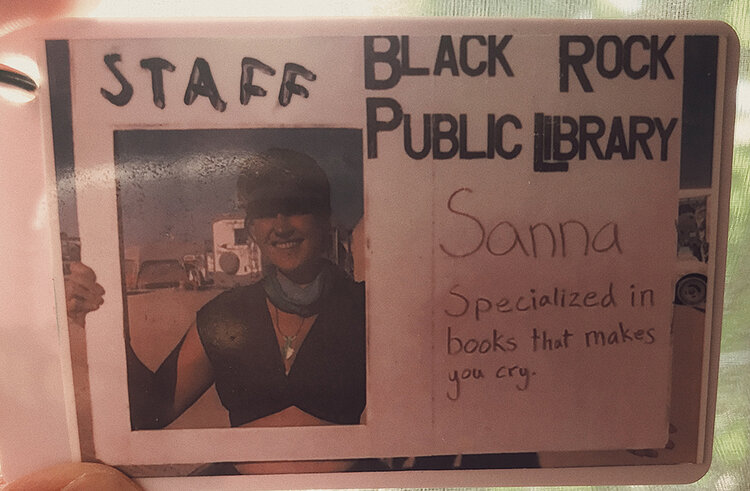 STAFF
BLACK ROCK
PUBLIC LIBRARY
Sanna
Specialized in
books that makes
you cry.